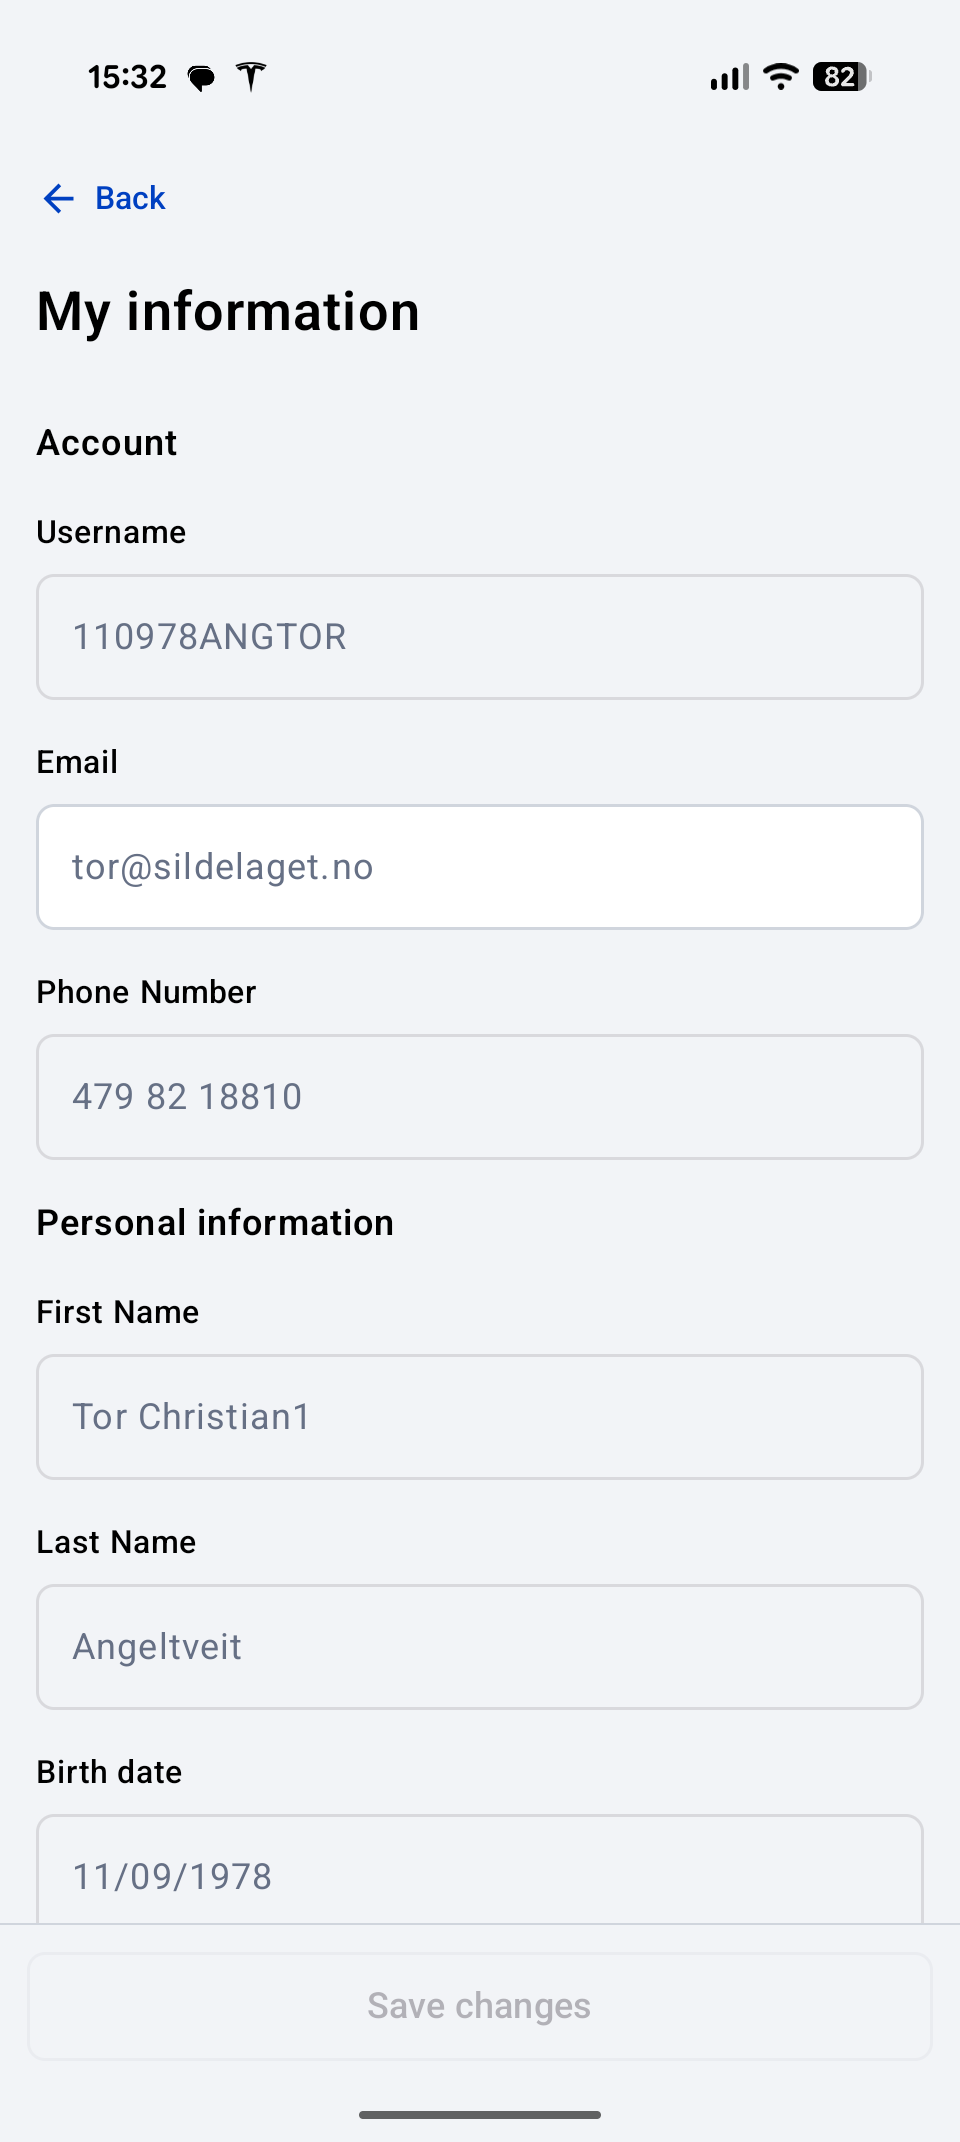 15:32
82
Back
My information
Account
Username
110978ANGTOR
Email
tor@sildelaget.no
Phone Number
479 82 18810
Personal information
First Name
Tor Christian1
Last Name
Angeltveit
Birth date
11/09/1978
Save changes